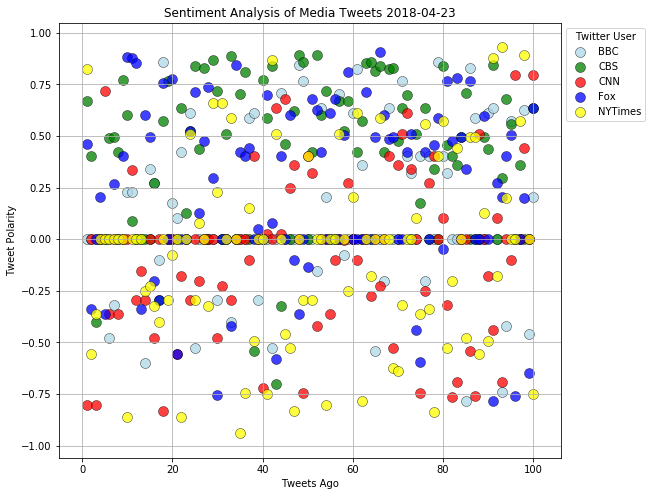 Sentiment Analysis of Media Tweets 2018-04-23
Twitter User
BBC
CBS
CNN
Fox
NYTimes
Tweet Polarity
1.00
0.75
0.50
0.25
0.00
−0.25
−0.50
−0.75
−1.00
0 20 40 60 80 100
Tweets Ago